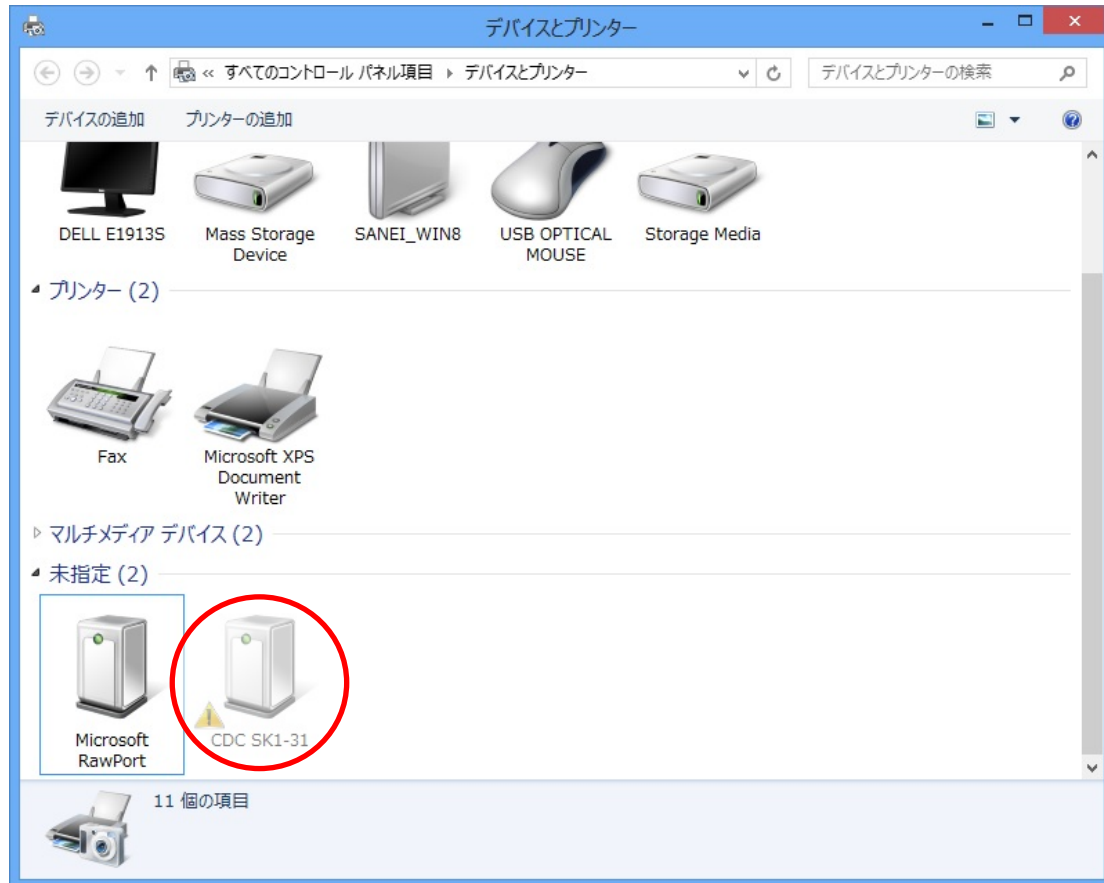 デバイスとプリンター
« すべてのコントロール パネル項目 ▸ デバイスとプリンター
デバイスとプリンターの検索
デバイスの追加 プリンターの追加
DELL E1913S
Mass Storage
Device
SANEI_WIN8
USB OPTICAL
MOUSE
Storage Media
プリンター (2)
Fax
Microsoft XPS
Document
Writer
マルチメディア デバイス (2)
未指定 (2)
Microsoft
RawPort
CDC SK1-31
11 個の項目